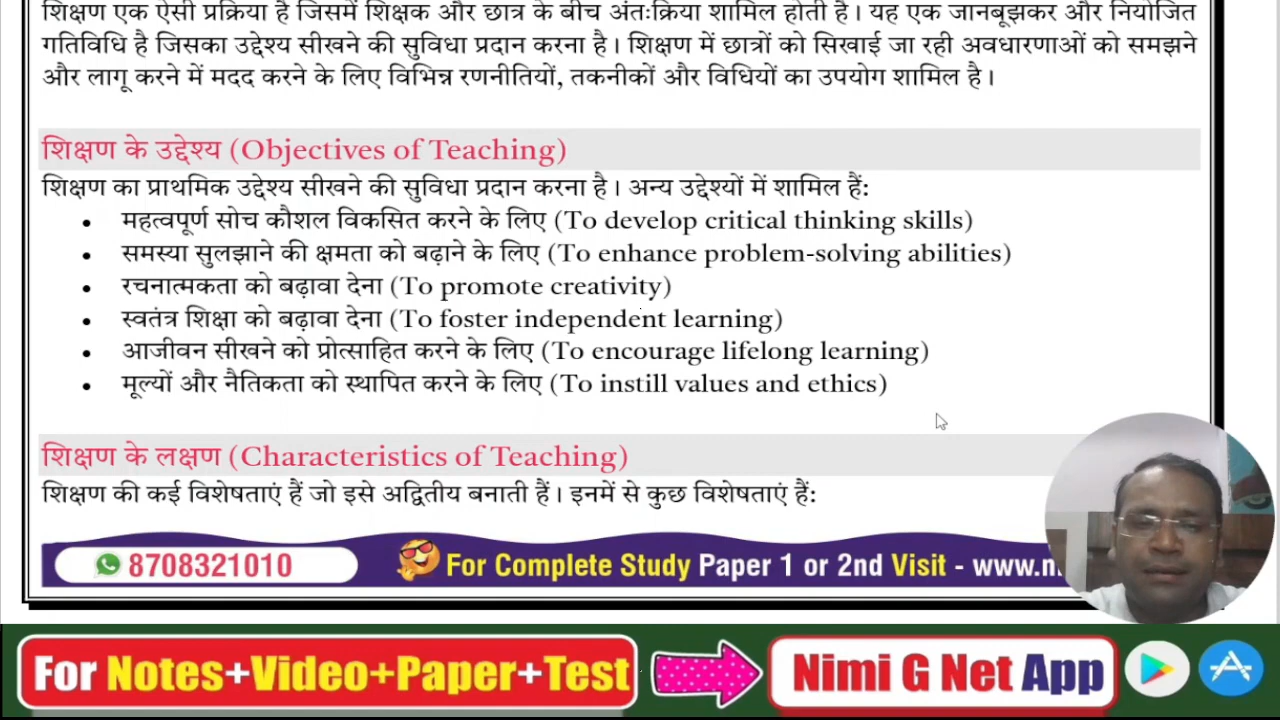 शिक्षण एक ऐसी प्रक्रिया है जिसमें शिक्षक और छात्र के बीच अंतःक्रिया शामिल होती है। यह एक जानबूझकर और नियोजित
गतिविधि है जिसका उद्देश्य सीखने की सुविधा प्रदान करना है। शिक्षण में छात्रों को सिखाई जा रही अवधारणाओं को समझने
और लागू करने में मदद करने के लिए विभिन्न रणनीतियों, तकनीकों और विधियों का उपयोग शामिल है।
शिक्षण के उद्देश्य (Objectives of Teaching)
शिक्षण का प्राथमिक उद्देश्य सीखने की सुविधा प्रदान करना है। अन्य उद्देश्यों में शामिल हैं:
• महत्वपूर्ण सोच कौशल विकसित करने के लिए (To develop critical thinking skills)
• समस्या सुलझाने की क्षमता को बढ़ाने के लिए (To enhance problem-solving abilities)
• रचनात्मकता को बढ़ावा देना (To promote creativity)
• स्वतंत्र शिक्षा को बढ़ावा देना (To foster independent learning)
• आजीवन सीखने को प्रोत्साहित करने के लिए (To encourage lifelong learning)
• मूल्यों और नैतिकता को स्थापित करने के लिए (To instill values and ethics)
शिक्षण के लक्षण (Characteristics of Teaching)
शिक्षण की कई विशेषताएं हैं जो इसे अद्वितीय बनाती हैं। इनमें से कुछ विशेषताएं हैं:
8708321010 For Complete Study Paper 1 or 2nd Visit - www.
For Notes+Video+Paper+Test Nimi G Net App